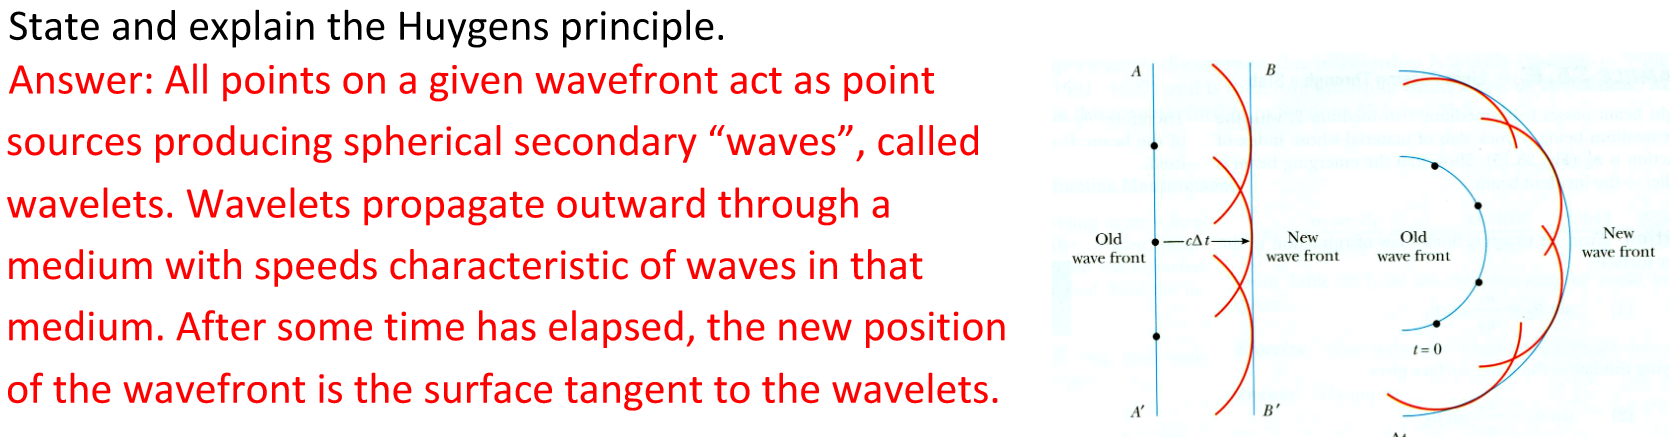 State and explain the Huygens principle.
Answer: All points on a given wavefront act as point
sources producing spherical secondary “waves”, called
wavelets. Wavelets propagate outward through a
medium with speeds characteristic of waves in that
medium. After some time has elapsed, the new position
of the wavefront is the surface tangent to the wavelets.
A
B
Old
wave front
cΔt
New
wave front
A′
B′
Old
wave front
t = 0
New
wave front